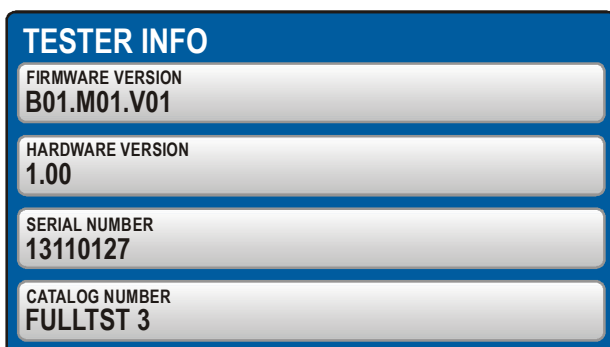 TESTER INFO
FIRMWARE VERSION
B01.M01.V01
HARDWARE VERSION
1.00
SERIAL NUMBER
13110127
CATALOG NUMBER
FULLTST 3